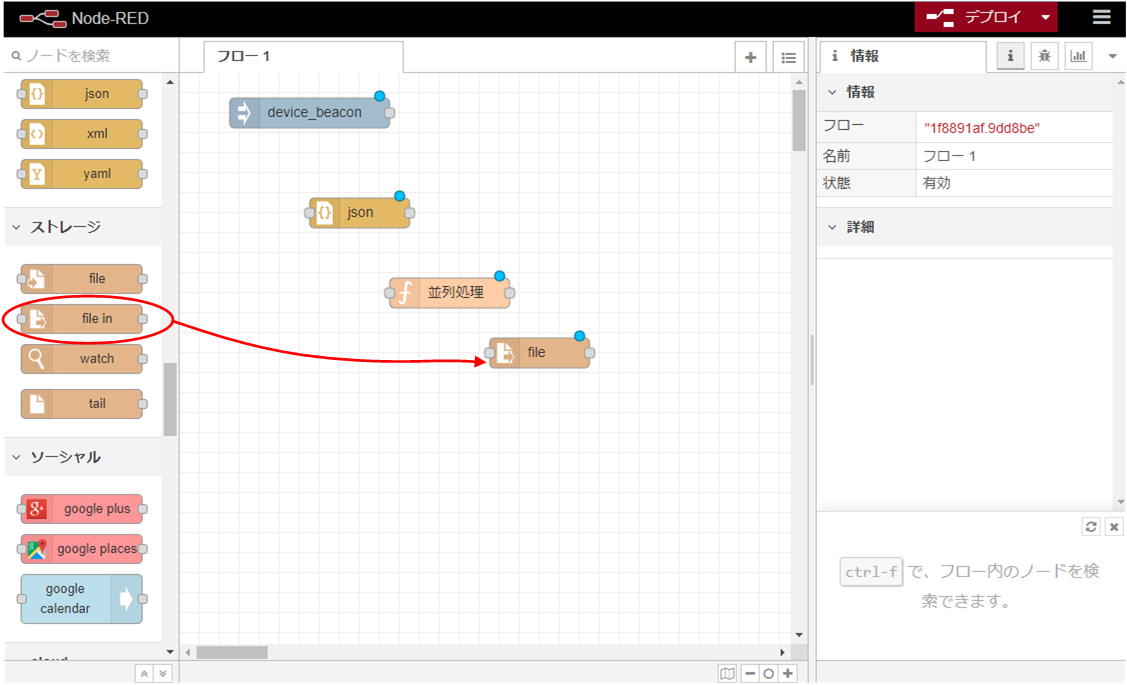 Node-RED
デプロイ
ノードを検索
json
xml
yaml
ストレージ
file
file in
watch
tail
ソーシャル
google plus
google places
google
calendar
フロー 1
device_beacon
json
並列処理
file
情報
情報
フロー "1f8891af.9dd8be"
名前 フロー 1
状態 有効
詳細
ctrl-f で、フロー内のノードを検
索できます。